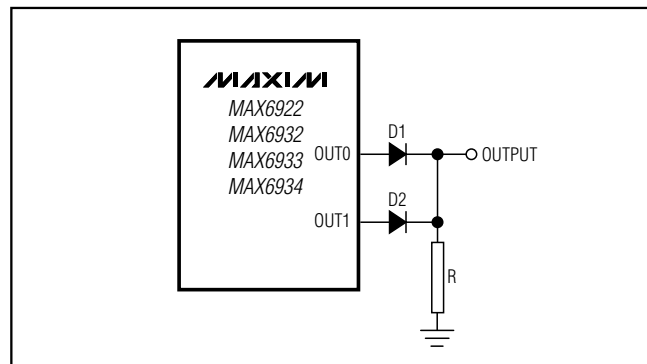 MAXIM
MAX6922
MAX6932
MAX6933
MAX6934
OUT0
D1
OUTPUT
D2
OUT1
R